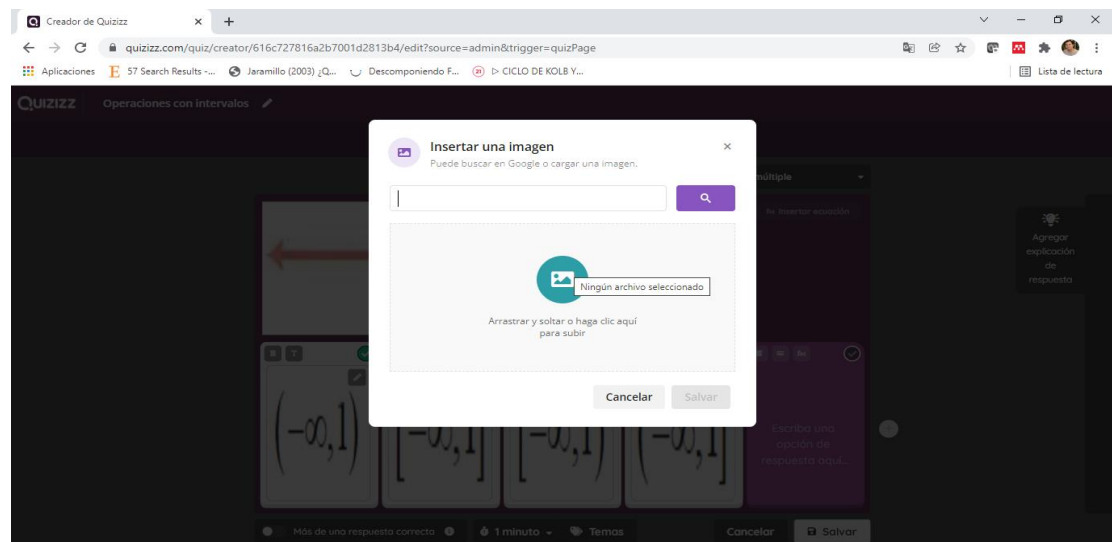 Creador de Quizizz
quizizz.com/quiz/creator/616c727816a2b7001d2813b4/edit?source=admin&trigger=quizPage
Aplicaciones
57 Search Results -...
Jaramillo (2003) ¿Q...
Descomponiendo F...
▷ CICLO DE KOLB Y...
Lista de lectura
QUIZIZZ
Operaciones con intervalos
Insertar una imagen
Puede buscar en Google o cargar una imagen.
múltiple
Insertar ecuación
Agregar
explicación
de
respuesta
Ningún archivo seleccionado
Arrastrar y soltar o haga clic aquí
para subir
Cancelar
Salvar
(-∞,1)
[-∞,1]
[-∞,1)
(-∞,1]
Escriba una
opción de
respuesta aquí...
Más de una respuesta correcta
1 minuto
Temas
Cancelar
Salvar